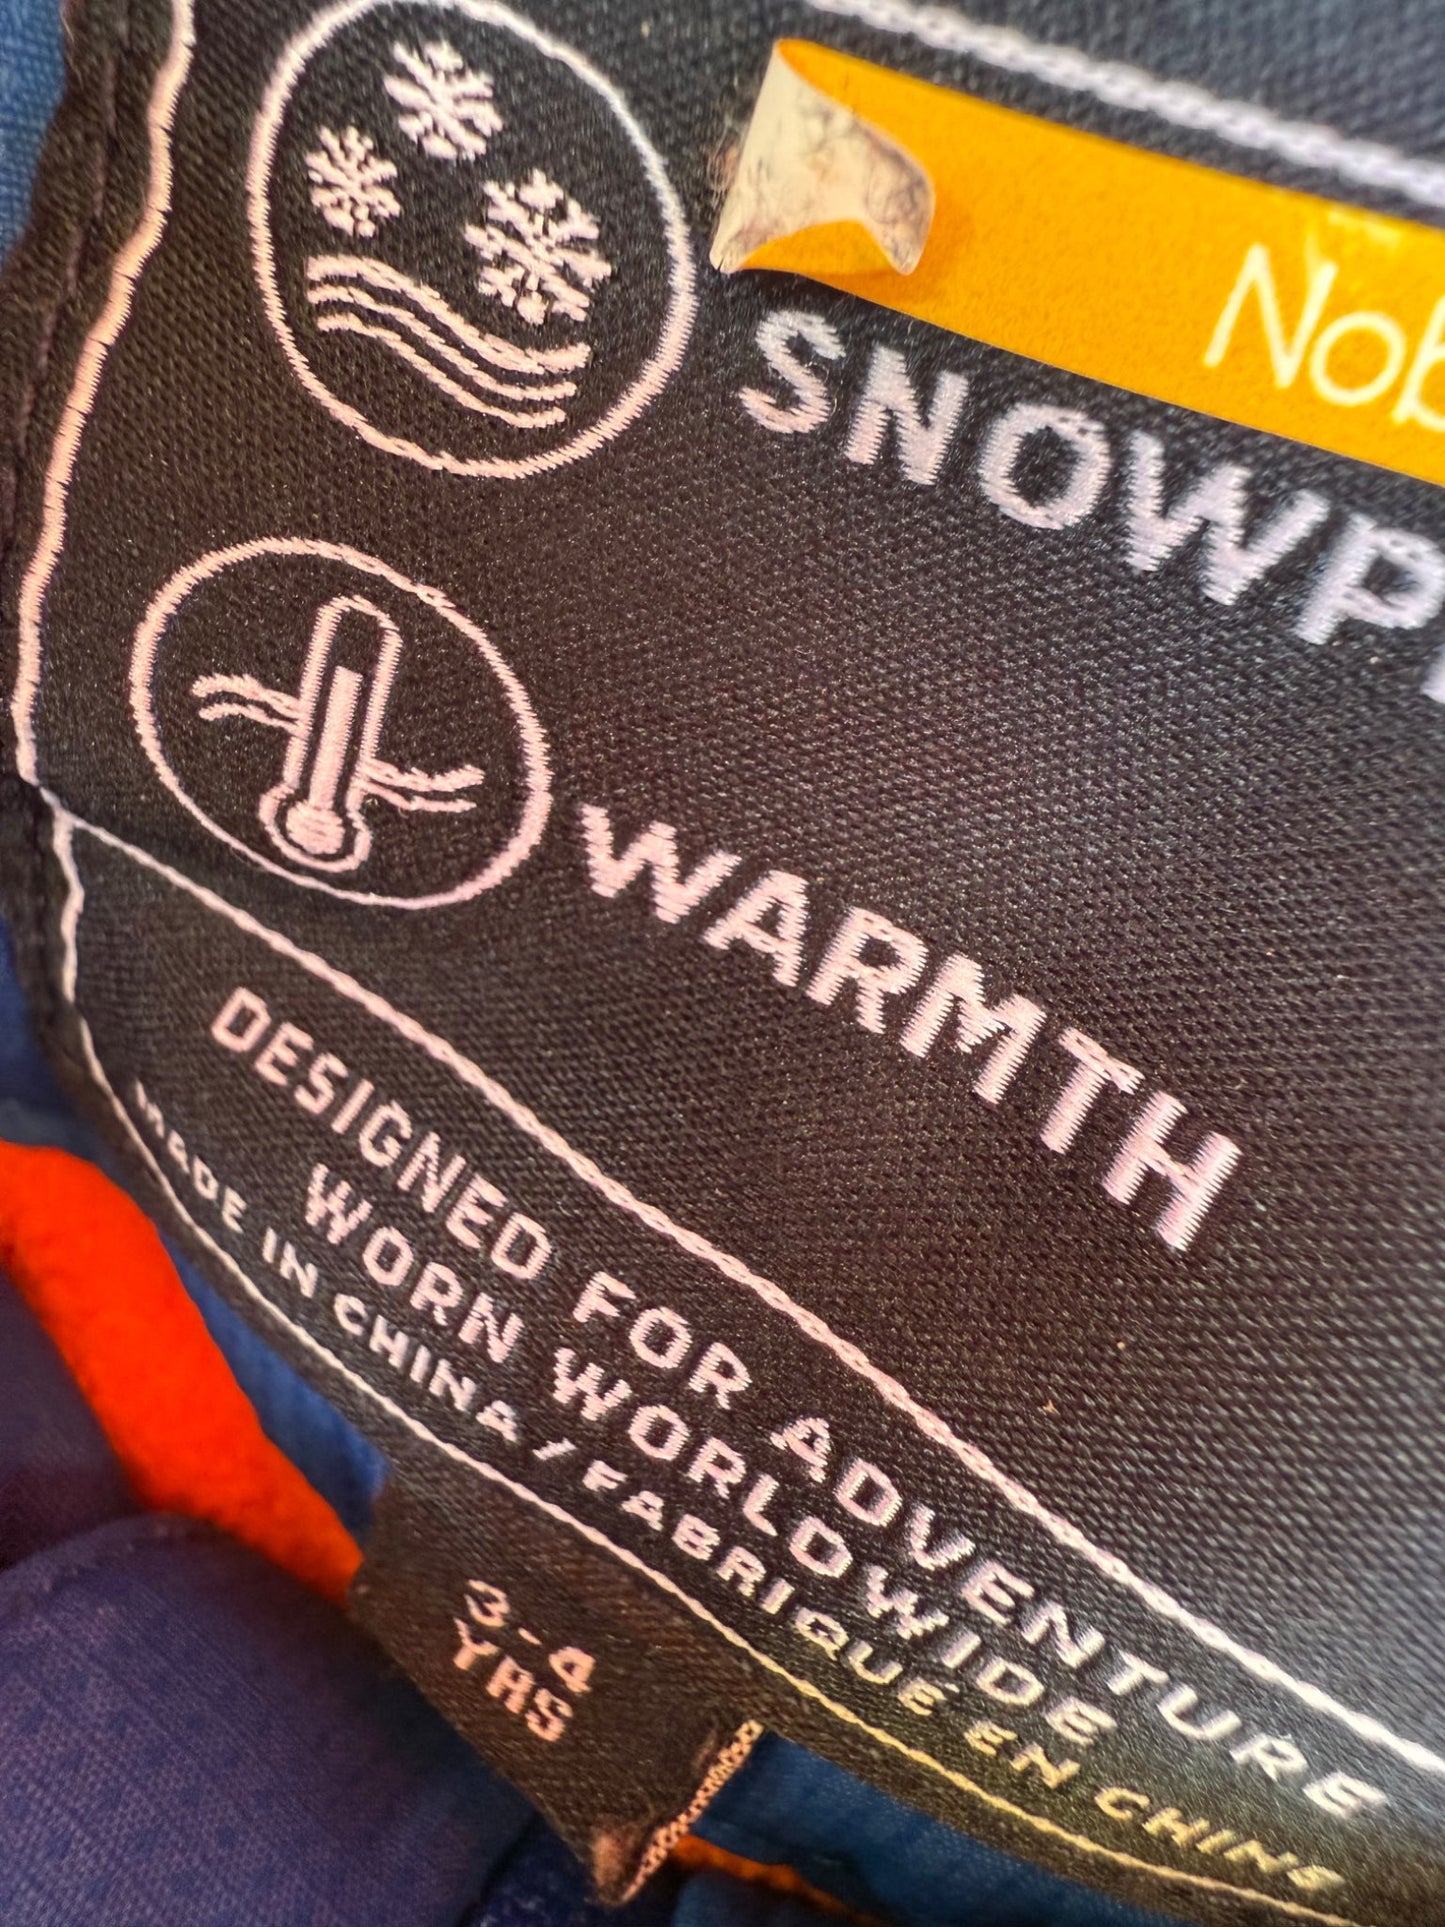 Nob
SNOWP
WARMTH
DESIGNED FOR ADVENTURE
WORN WORLDWIDE
MADE IN CHINA / FABRIQUÉ EN CHINE
3-4
YRS